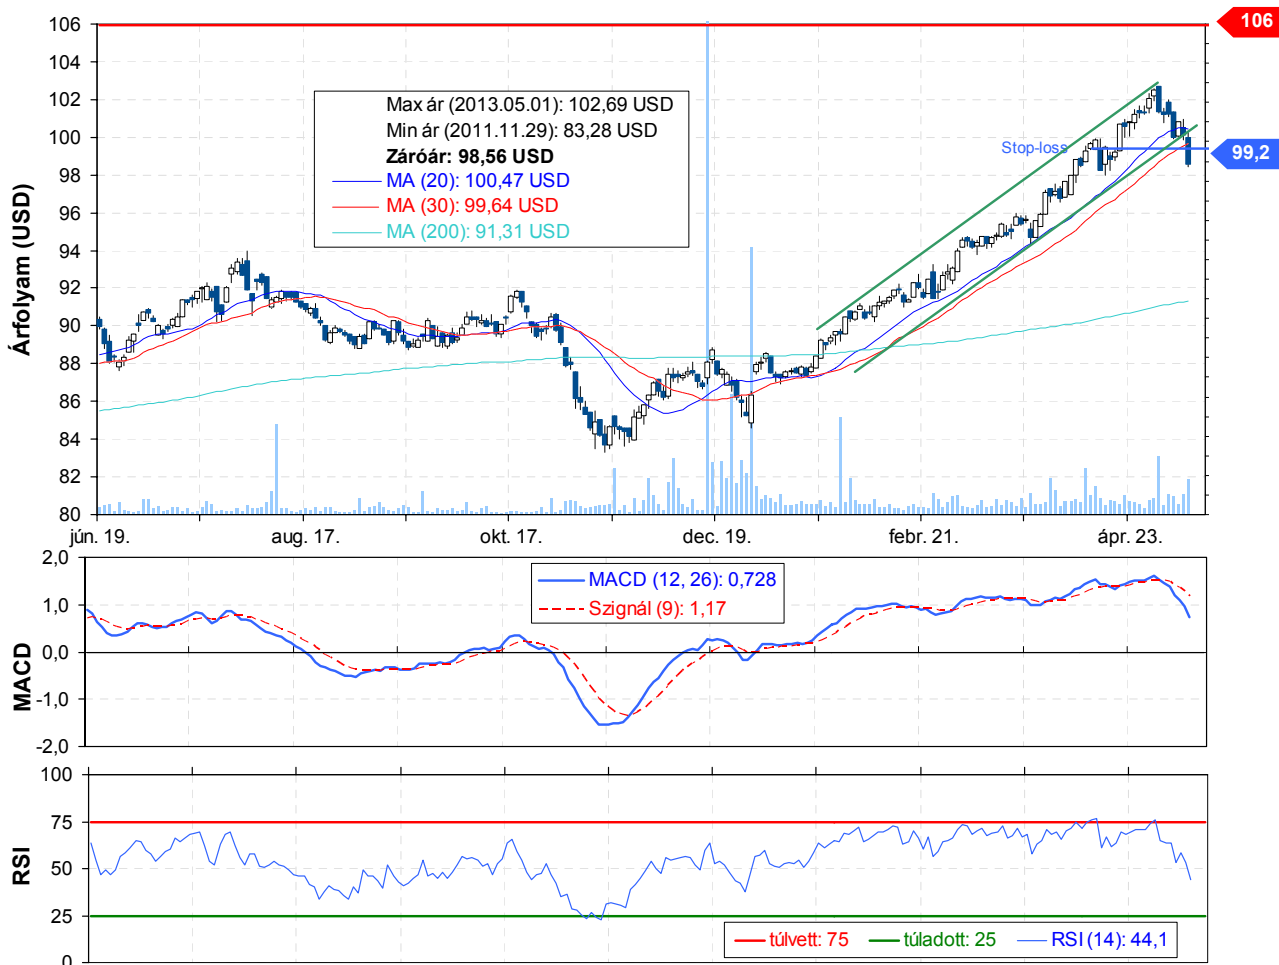 106
104
102
100
98
96
94
92
90
88
86
84
82
80
Árfolyam (USD)
Max ár (2013.05.01): 102,69 USD
Min ár (2011.11.29): 83,28 USD
Záróár: 98,56 USD
MA (20): 100,47 USD
MA (30): 99,64 USD
MA (200): 91,31 USD
Stop-loss
106
99,2
jún. 19.
aug. 17.
okt. 17.
dec. 19.
febr. 21.
ápr. 23.
2,0
1,0
0,0
-1,0
-2,0
MACD
MACD (12, 26): 0,728
Szignál (9): 1,17
100
75
50
25
0
RSI
túlvett: 75
túladott: 25
RSI (14): 44,1